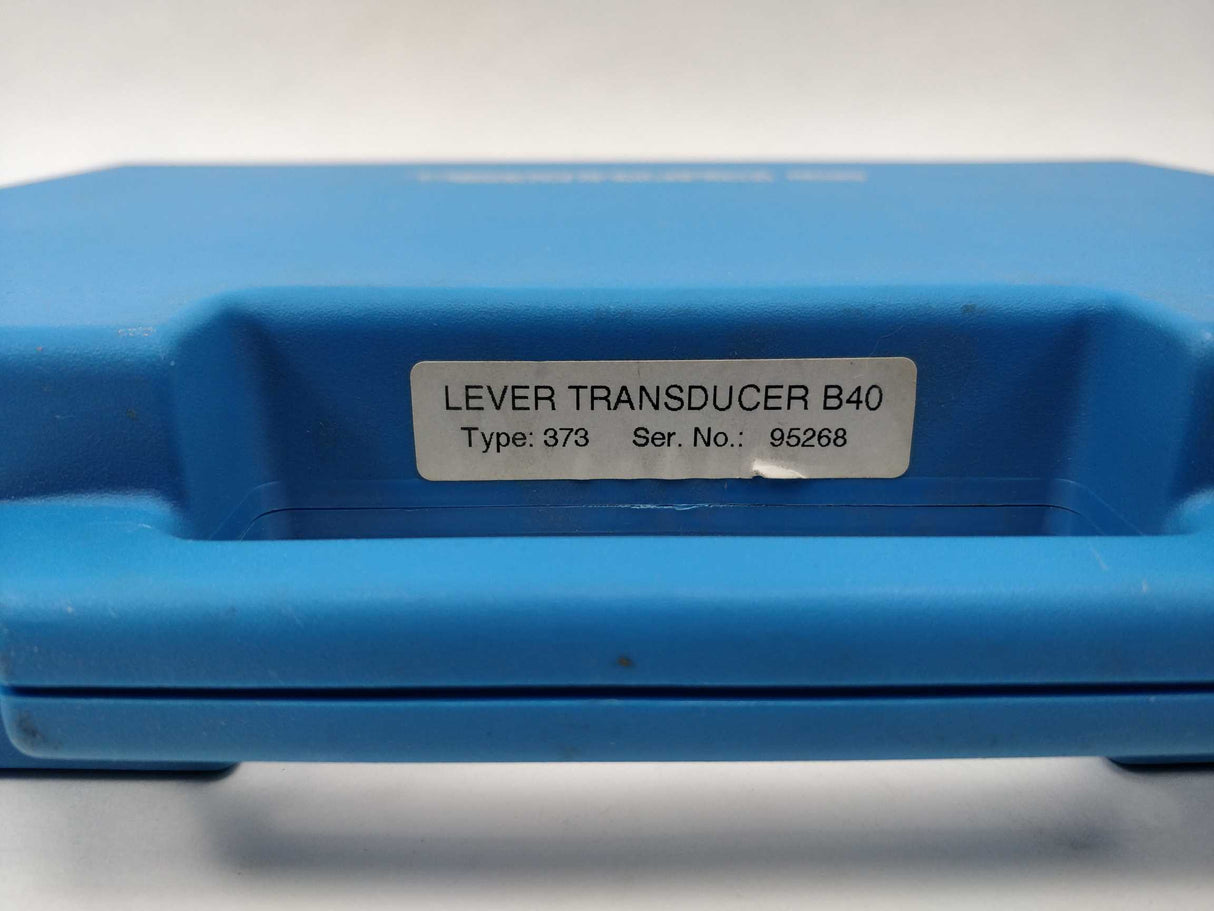 LEVER TRANSDUCER B40
Type: 373 Ser. No.: 95268